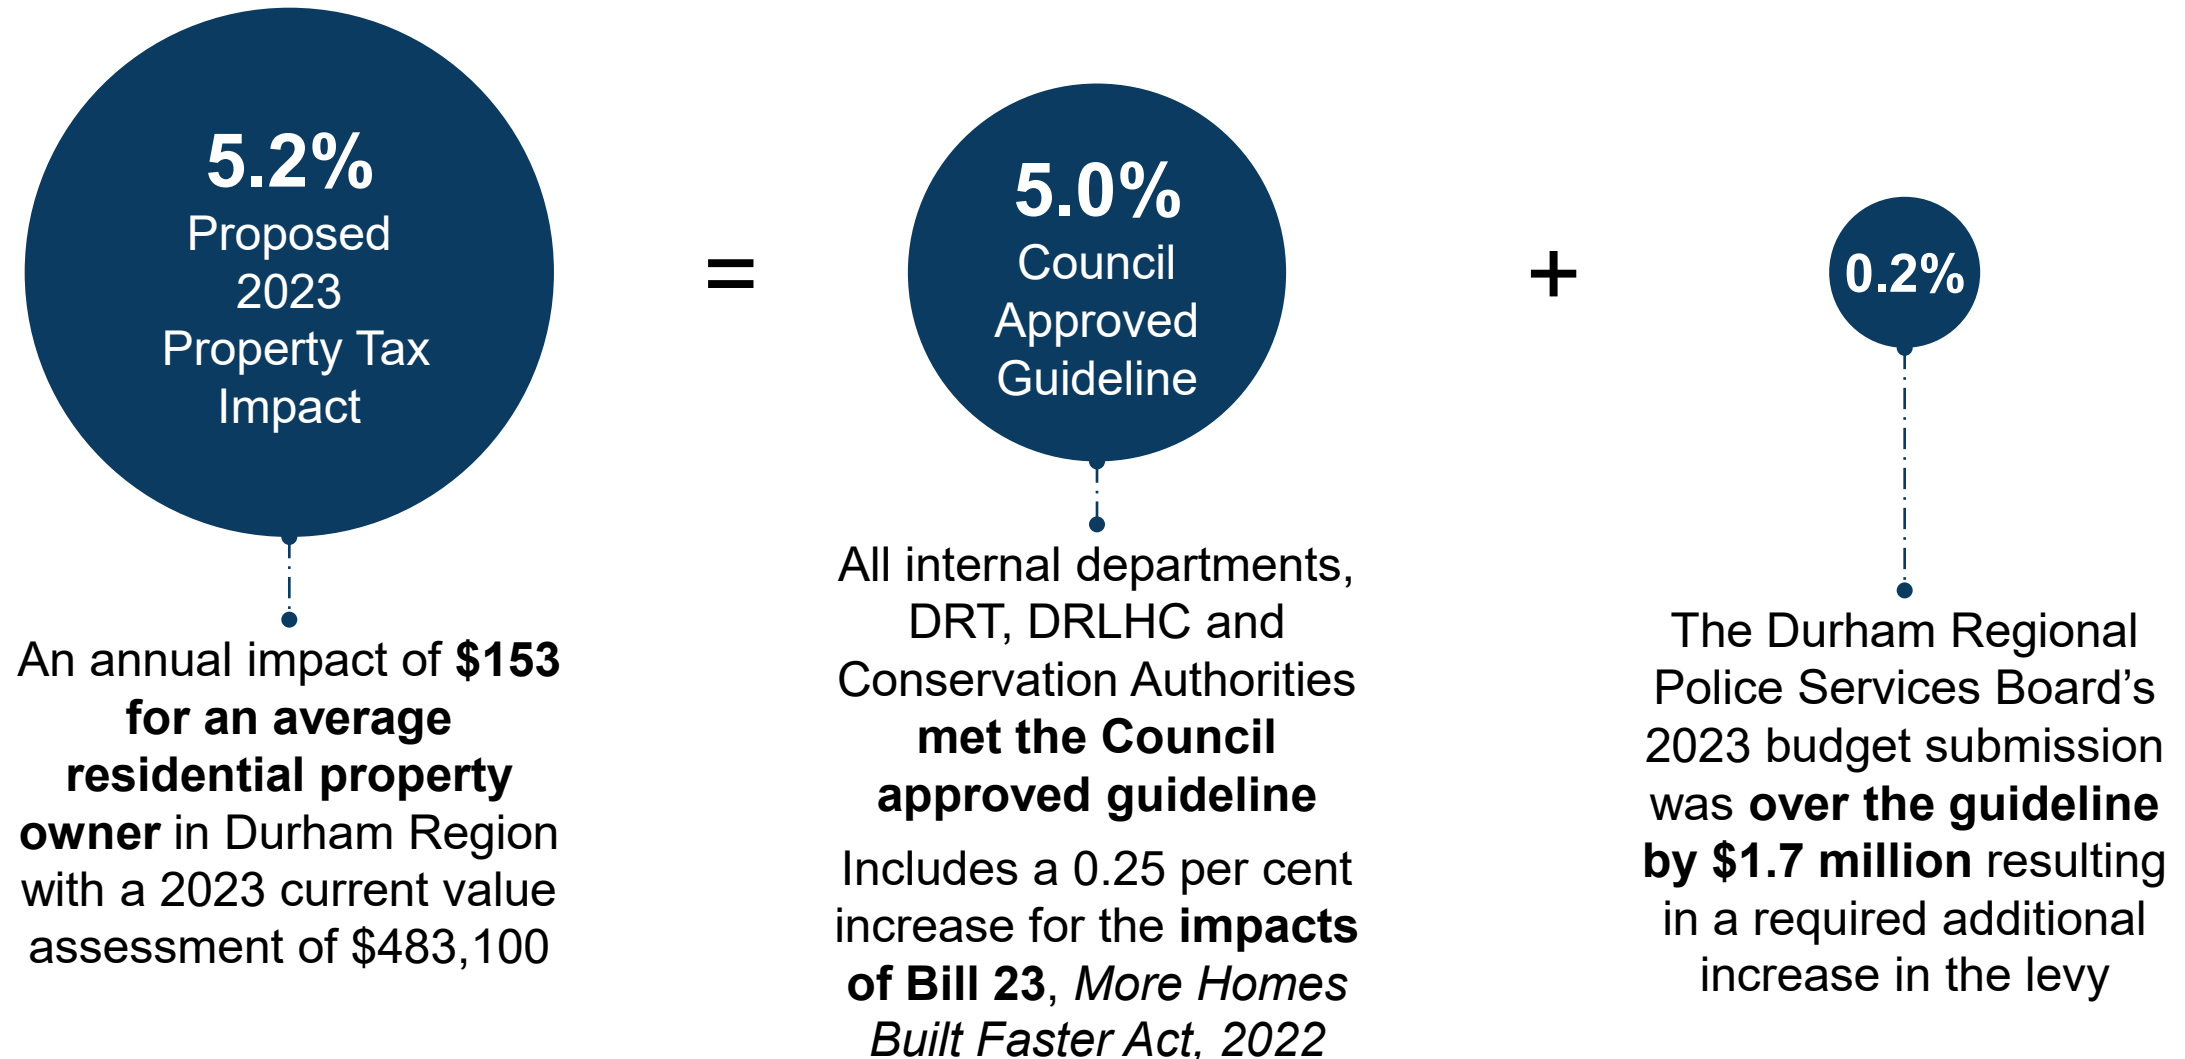 5.2%
Proposed
2023
Property Tax
Impact
An annual impact of $153
for an average
residential property
owner in Durham Region
with a 2023 current value
assessment of $483,100
=
5.0%
Council
Approved
Guideline
All internal departments,
DRT, DRLHC and
Conservation Authorities
met the Council
approved guideline
Includes a 0.25 per cent
increase for the impacts
of Bill 23, More Homes
Built Faster Act, 2022
+
0.2%
The Durham Regional
Police Services Board’s
2023 budget submission
was over the guideline
by $1.7 million resulting
in a required additional
increase in the levy